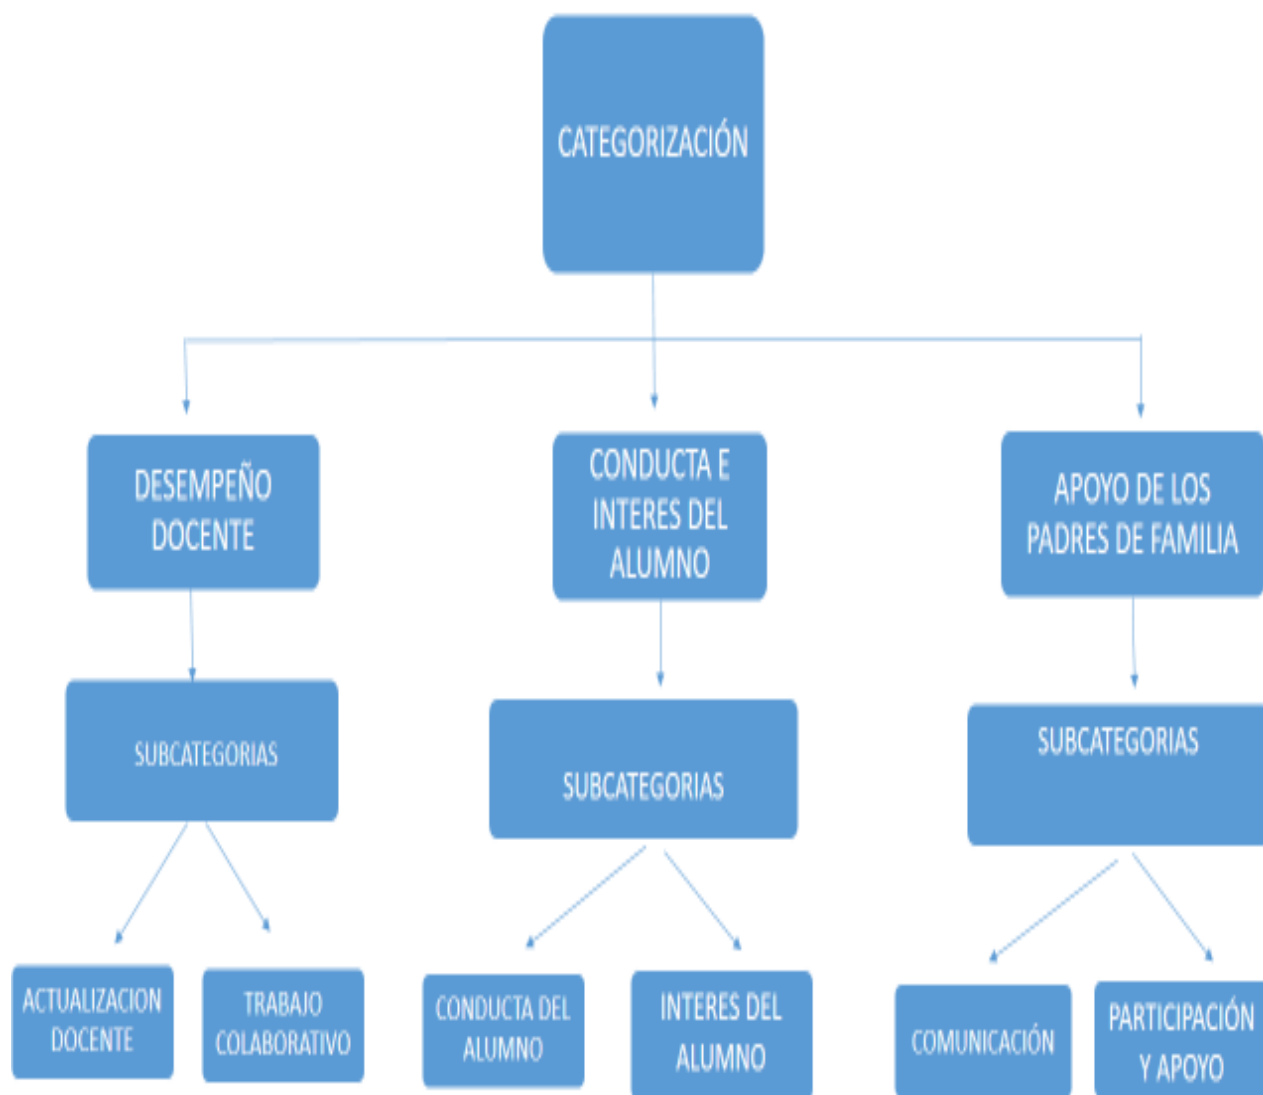 CATEGORIZACIÓN
DESEMPEÑO
DOCENTE
CONDUCTA E
INTERES DEL
ALUMNO
APOYO DE LOS
PADRES DE FAMILIA
SUBCATEGORIAS
SUBCATEGORIAS
SUBCATEGORIAS
ACTUALIZACION
DOCENTE
TRABAJO
COLABORATIVO
CONDUCTA DEL
ALUMNO
INTERES DEL
ALUMNO
COMUNICACIÓN
PARTICIPACIÓN
Y APOYO